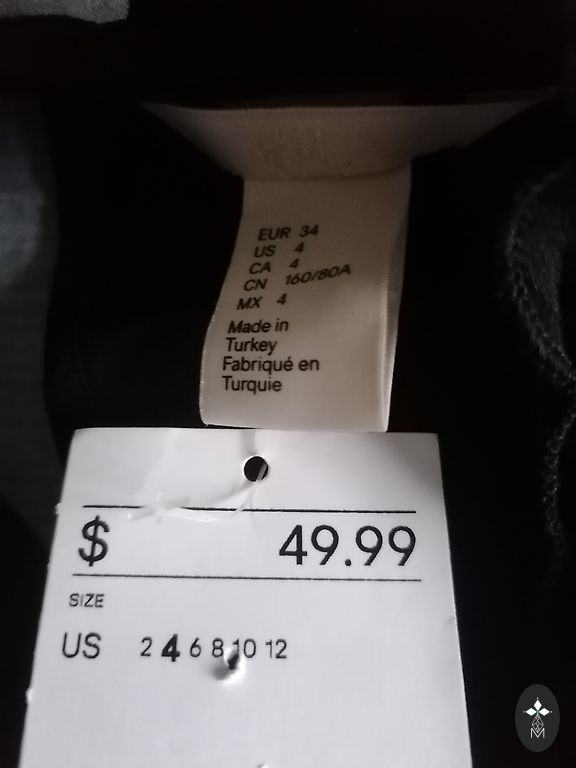 H&M
EUR 34
US 4
CA 4
CN 160/80A
MX 4
Made in
Turkey
Fabriqué en
Turquie
$ 49.99
SIZE
US 2 4 6 8 10 12
M